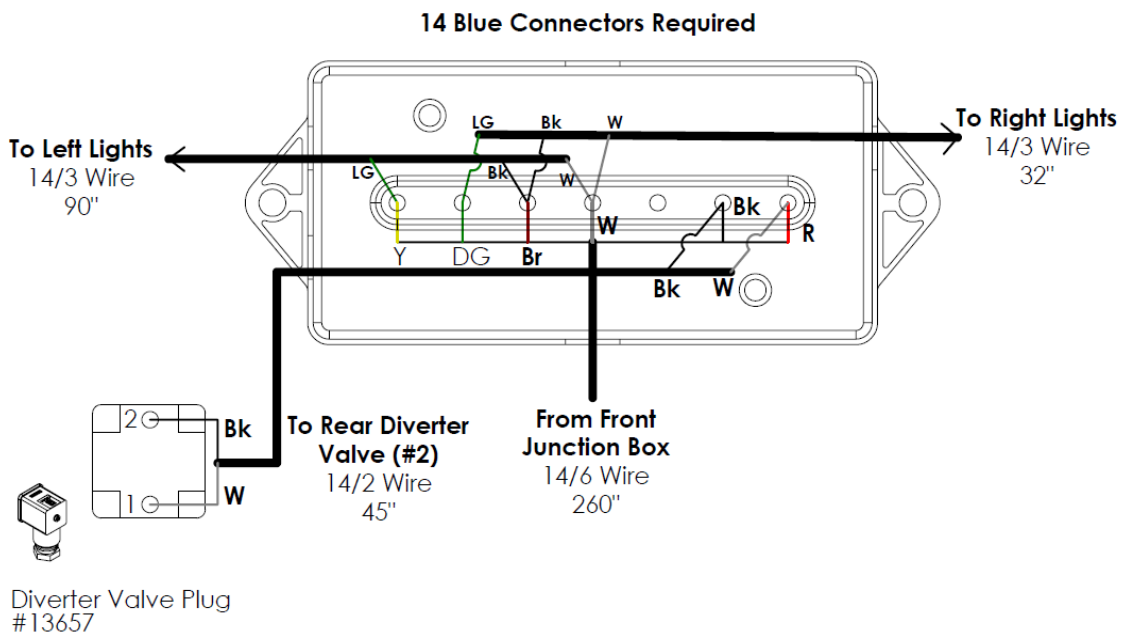 14 Blue Connectors Required
LG
Bk
W
To Right Lights
14/3 Wire
32"
To Left Lights
14/3 Wire
90"
LG
Bk
W
Bk
W
R
Y
DG
Br
Bk
W
2
Bk
1
W
To Rear Diverter
Valve (#2)
14/2 Wire
45"
From Front
Junction Box
14/6 Wire
260"
Diverter Valve Plug
#13657